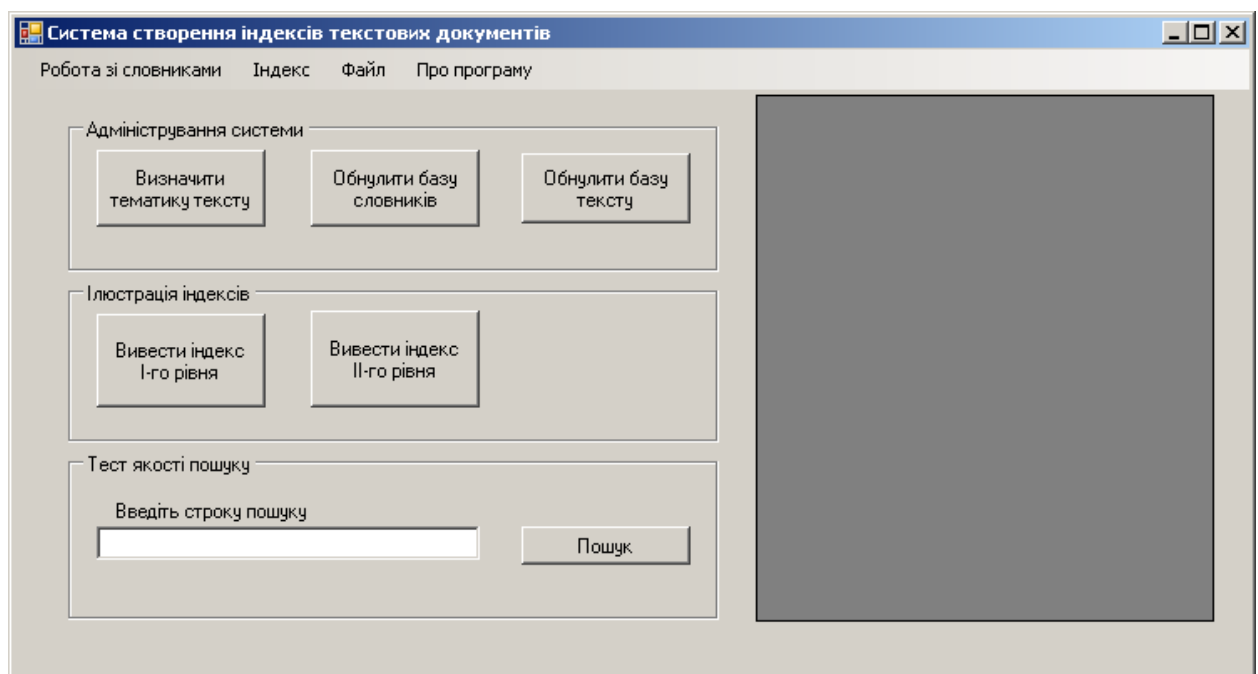 Система створення індексів текстових документів
Робота зі словниками Індекс Файл Про програму
Адміністрування системи
Визначити
тематику тексту
Обнулити базу
словників
Обнулити базу
тексту
Ілюстрація індексів
Вивести індекс
І-го рівня
Вивести індекс
ІІ-го рівня
Тест якості пошуку
Введіть строку пошуку
Пошук